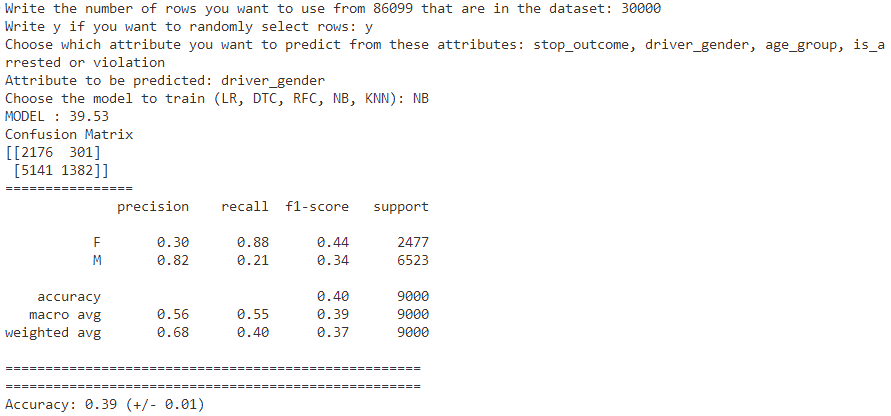 Write the number of rows you want to use from 86099 that are in the dataset: 30000
Write y if you want to randomly select rows: y
Choose which attribute you want to predict from these attributes: stop_outcome, driver_gender, age_group, is_a
rrested or violation
Attribute to be predicted: driver_gender
Choose the model to train (LR, DTC, RFC, NB, KNN): NB
MODEL : 39.53
Confusion Matrix
[[2176  301]
 [5141 1382]]
================
              precision    recall  f1-score   support
           F       0.30      0.88      0.44      2477
           M       0.82      0.21      0.34      6523
    accuracy                           0.40      9000
   macro avg       0.56      0.55      0.39      9000
weighted avg       0.68      0.40      0.37      9000
====================================================
====================================================
Accuracy: 0.39 (+/- 0.01)